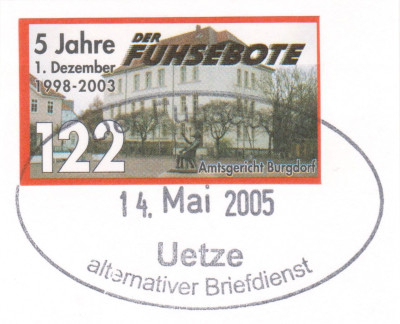 5 Jahre
DER
FUHSEBOTE
1. Dezember
1998-2003
122
Amtsgericht Burgdorf
14. Mai 2005
Uetze
alternativer Briefdienst